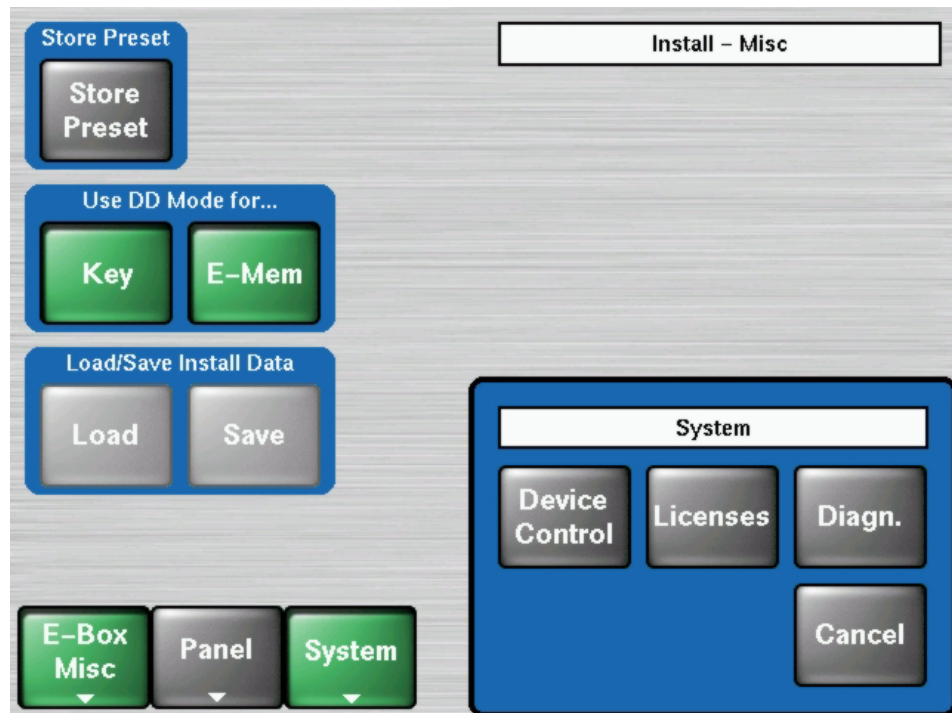 Store Preset
Store
Preset
Install – Misc
Use DD Mode for...
Key
E–Mem
Load/Save Install Data
Load
Save
System
Device
Control
Licenses
Diagn.
Cancel
E–Box
Misc
Panel
System